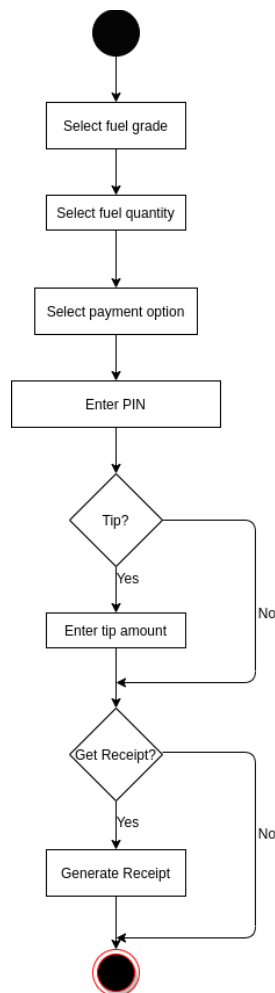 Select fuel grade
Select fuel quantity
Select payment option
Enter PIN
Tip?
Yes
No
Enter tip amount
Get Receipt?
Yes
No
Generate Receipt